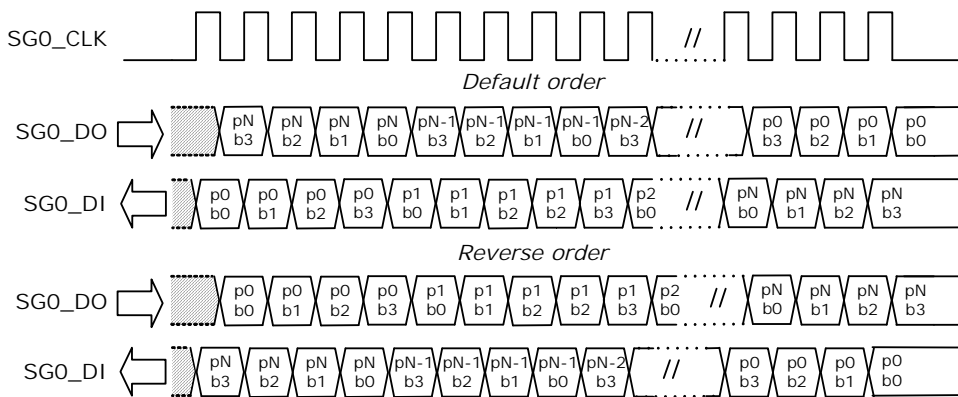 SG0_CLK //
Default order
SG0_DO pN b3 pN b2 pN b1 pN b0 pN-1 b3 pN-1 b2 pN-1 b1 pN-1 b0 pN-2 b3 // p0 b3 p0 b2 p0 b1 p0 b0
SG0_DI p0 b0 p0 b1 p0 b2 p0 b3 p1 b0 p1 b1 p1 b2 p1 b2 p1 b3 p2 b0 // pN b0 pN b1 pN b2 pN b3
Reverse order
SG0_DO p0 b0 p0 b1 p0 b2 p0 b3 p1 b0 p1 b1 p1 b2 p1 b2 p1 b3 p2 b0 // pN b0 pN b1 pN b2 pN b3
SG0_DI pN b3 pN b2 pN b1 pN b0 pN-1 b3 pN-1 b2 pN-1 b1 pN-1 b0 pN-2 b3 // p0 b3 p0 b2 p0 b1 p0 b0